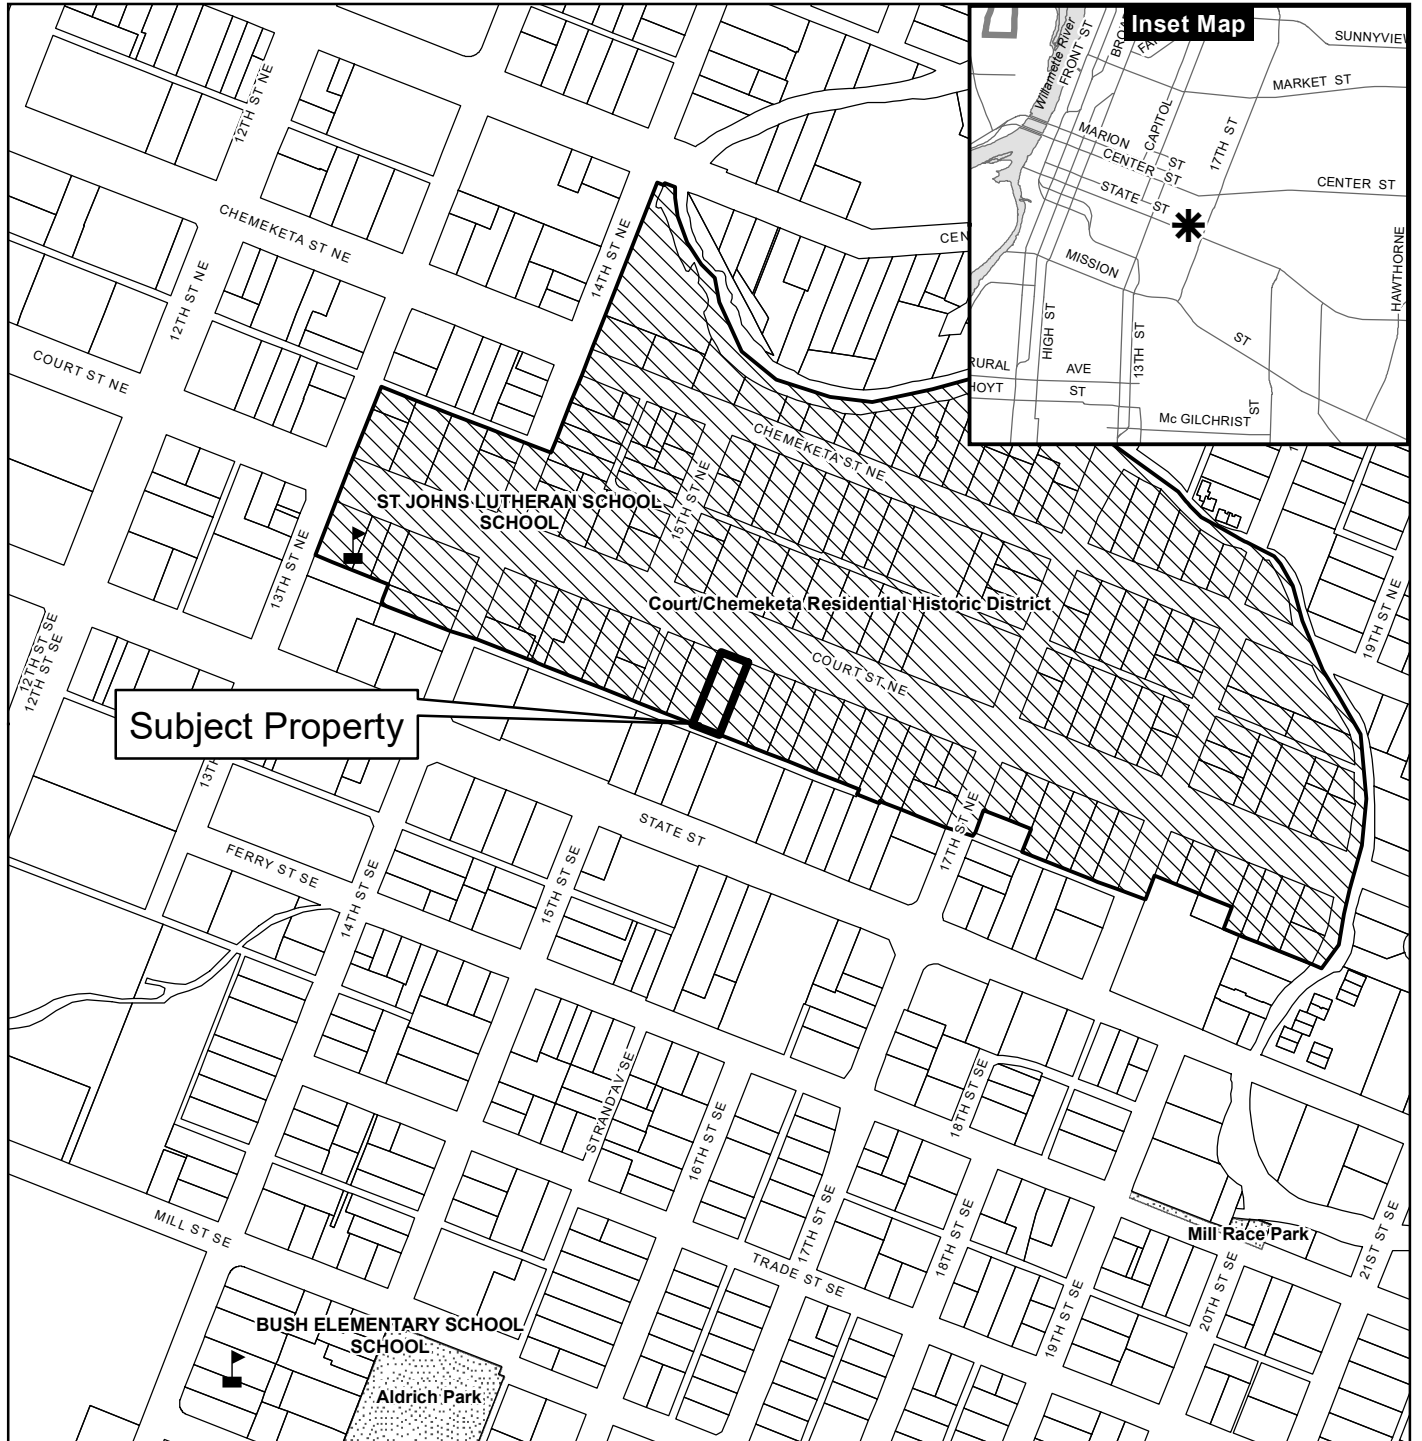 Inset Map
Willamette River
FRONT ST
SUNNYVIE
MARKET ST
CAPITOL
17TH ST
MARION ST
CENTER ST
CENTER ST
STATE ST
MISSION ST
HAWTHORNE
HIGH ST
13TH ST
RURAL AVE
HOYT ST
ST
Mc GILCHRIST
12TH ST NE
CHEMEKETA ST NE
14TH ST NE
CEN
12TH ST NE
COURT ST NE
CHEMEKETA ST NE
15TH ST NE
ST JOHNS LUTHERAN SCHOOL
SCHOOL
13TH ST NE
Court/Chemeketa Residential Historic District
19TH ST NE
12TH ST SE
12TH ST SE
COURT ST NE
Subject Property
13TH
STATE ST
17TH ST NE
FERRY ST SE
14TH ST SE
15TH ST SE
STRAND AV SE
16TH ST SE
18TH ST SE
17TH ST SE
18TH ST SE
MILL ST SE
TRADE ST SE
Mill Race Park
19TH ST SE
20TH ST SE
21ST ST SE
BUSH ELEMENTARY SCHOOL
SCHOOL
Aldrich Park